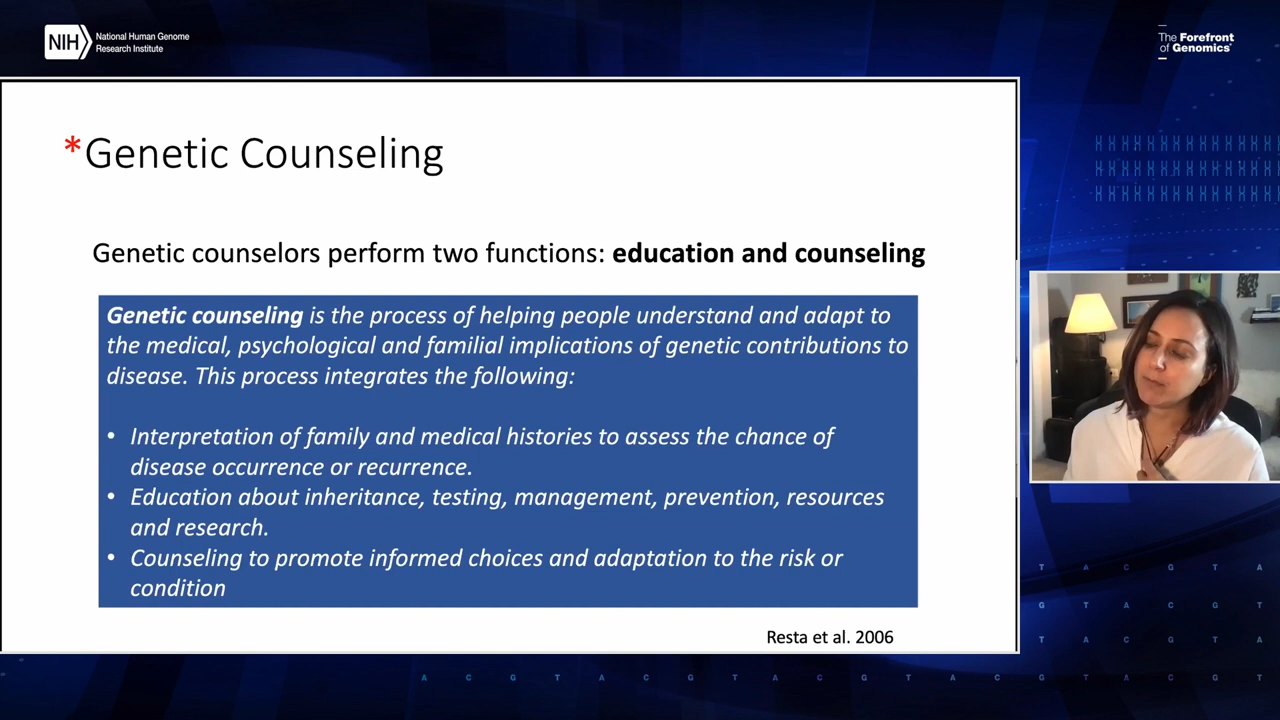 NIH
National Human Genome
Research Institute
The Forefront
of Genomics®
*Genetic Counseling
Genetic counselors perform two functions: education and counseling
Genetic counseling is the process of helping people understand and adapt to
the medical, psychological and familial implications of genetic contributions to
disease. This process integrates the following:
• Interpretation of family and medical histories to assess the chance of
disease occurrence or recurrence.
• Education about inheritance, testing, management, prevention, resources
and research.
• Counseling to promote informed choices and adaptation to the risk or
condition
Resta et al. 2006
T A C G T A
G T A C G T
T A C G T A
A C G T A C G T A C G T A C G T A C G T